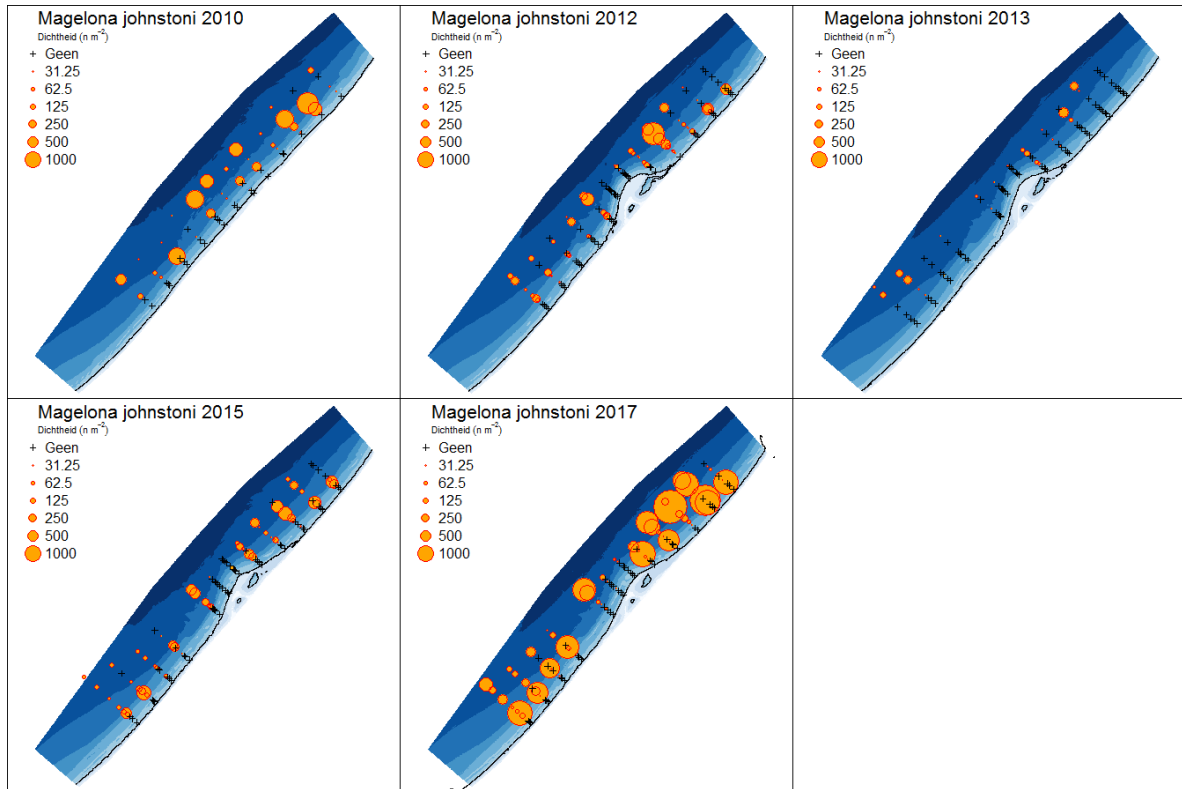 Magelona johnstoni 2010
Dichtheid (n m⁻²)
Geen
31.25
62.5
125
250
500
1000
Magelona johnstoni 2012
Dichtheid (n m⁻²)
Geen
31.25
62.5
125
250
500
1000
Magelona johnstoni 2013
Dichtheid (n m⁻²)
Geen
31.25
62.5
125
250
500
1000
Magelona johnstoni 2015
Dichtheid (n m⁻²)
Geen
31.25
62.5
125
250
500
1000
Magelona johnstoni 2017
Dichtheid (n m⁻²)
Geen
31.25
62.5
125
250
500
1000